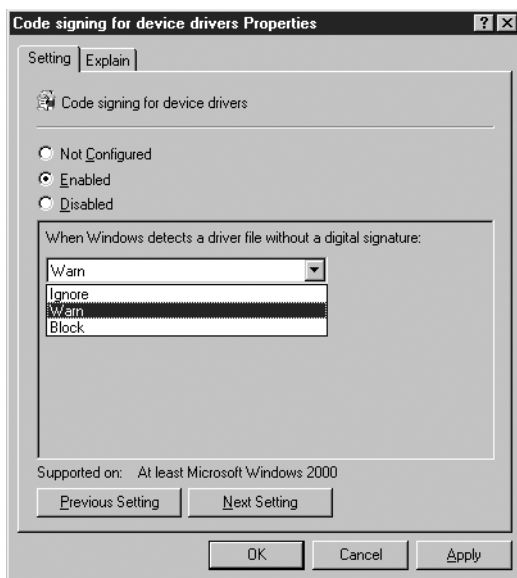 Code signing for device drivers Properties
Setting Explain
Code signing for device drivers
Not Configured
Enabled
Disabled
When Windows detects a driver file without a digital signature:
Warn
Ignore
Warn
Block
Supported on: At least Microsoft Windows 2000
Previous Setting Next Setting
OK Cancel Apply